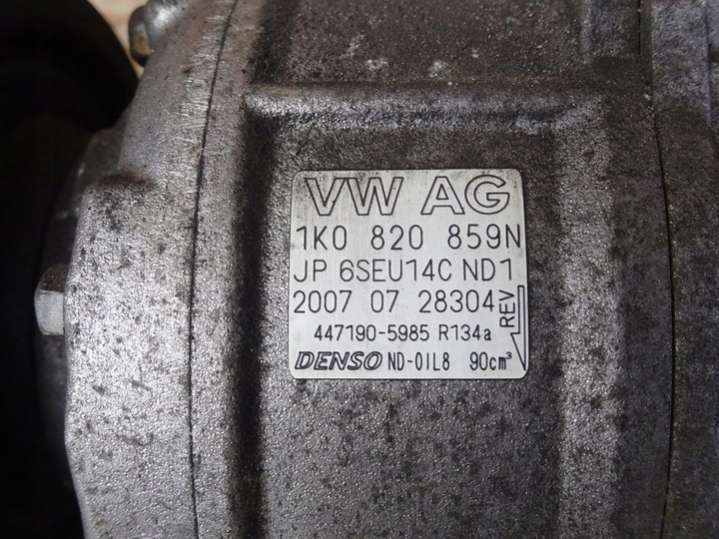 VW AG
1K0 820 859N
JP 6SEU14C ND1
2007 07 28304
REV
447190-5985 R134a
DENSO ND-OIL8 90cm³